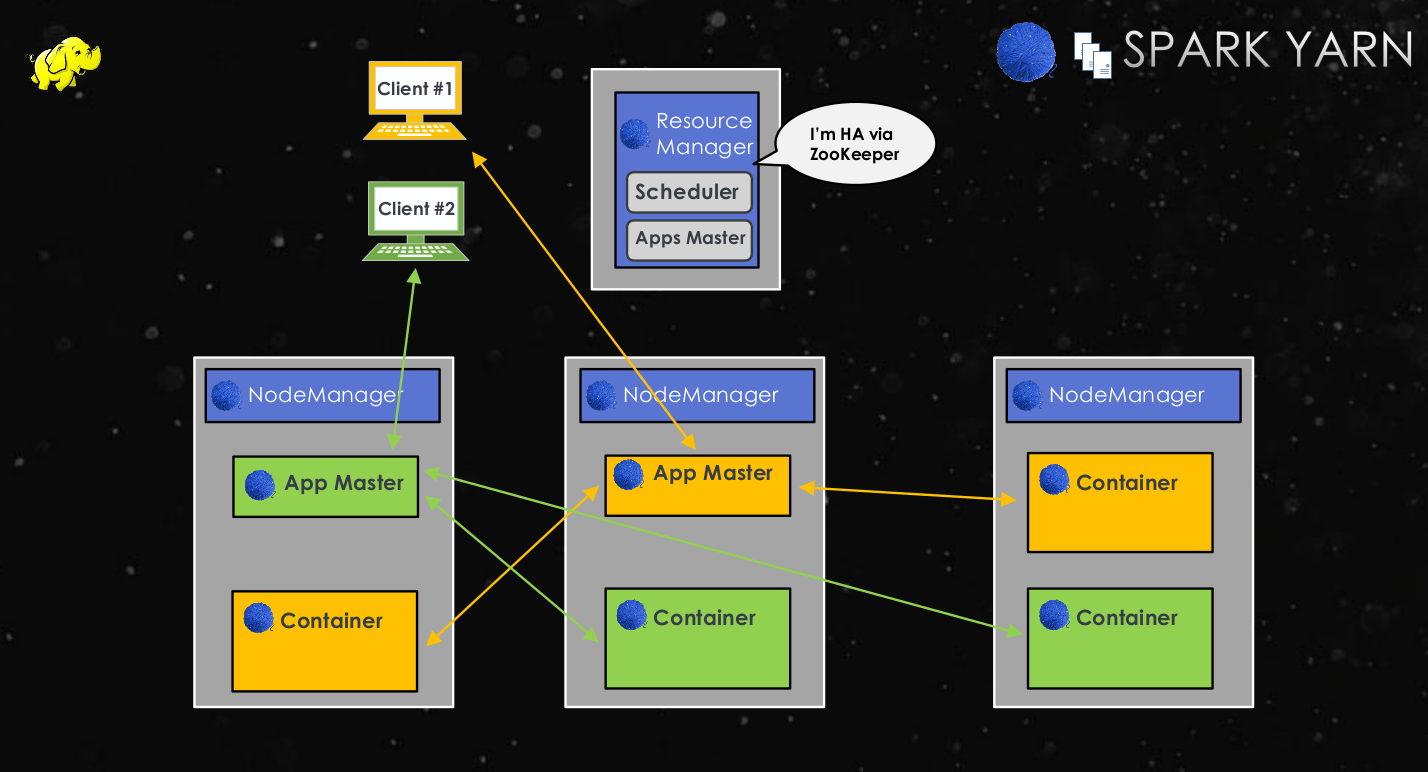 SPARK YARN
Client #1
Client #2
Resource
Manager
Scheduler
Apps Master
I'm HA via
ZooKeeper
NodeManager
App Master
Container
NodeManager
App Master
Container
NodeManager
Container
Container